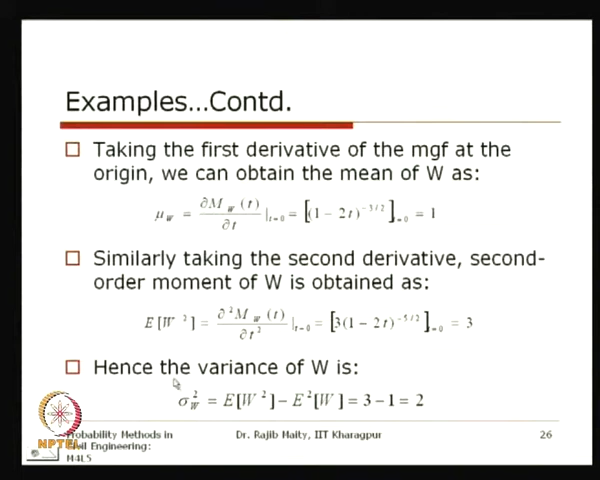 Examples…Contd.
Taking the first derivative of the mgf at the
origin, we can obtain the mean of W as:
μ_W = ∂M_W(t)/∂t |_{t=0} = [(1 − 2t)^{−3/2}]_{=0} = 1
Similarly taking the second derivative, second-
order moment of W is obtained as:
E[W²] = ∂²M_W(t)/∂t² |_{t=0} = [3(1 − 2t)^{−5/2}]_{=0} = 3
Hence the variance of W is:
σ_W² = E[W²] − E²[W] = 3 − 1 = 2
Probability Methods in
Civil Engineering:
M4L5
Dr. Rajib Maity, IIT Kharagpur
26
NPTEL